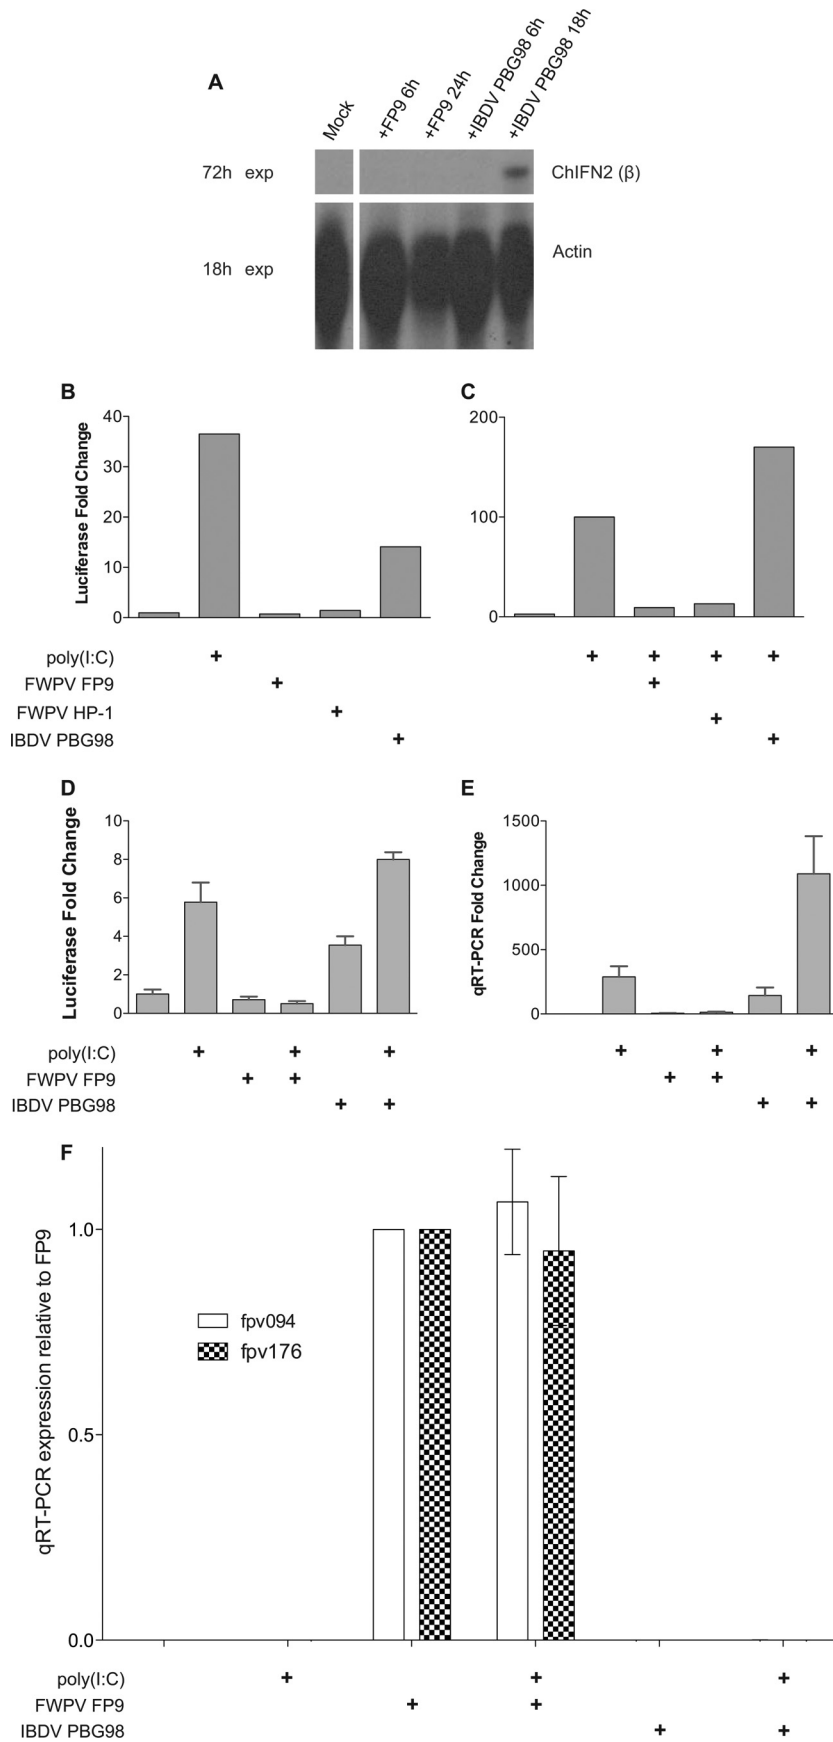 A
Mock
+FP9 6h
+FP9 24h
+IBDV PBG98 6h
+IBDV PBG98 18h
72h exp
ChIFN2 (β)
18h exp
Actin
B
Luciferase Fold Change
40
30
20
10
0
C
200
100
0
poly(I:C) + + + + +
FWPV FP9 + +
FWPV HP-1 + +
IBDV PBG98 + +
D
Luciferase Fold Change
10
8
6
4
2
0
E
qRT-PCR Fold Change
1500
1000
500
0
poly(I:C) + + + + + +
FWPV FP9 + + + +
IBDV PBG98 + + + +
F
qRT-PCR expression relative to FP9
1.0
0.5
0.0
fpv094
fpv176
poly(I:C) + + +
FWPV FP9 + +
IBDV PBG98 + +